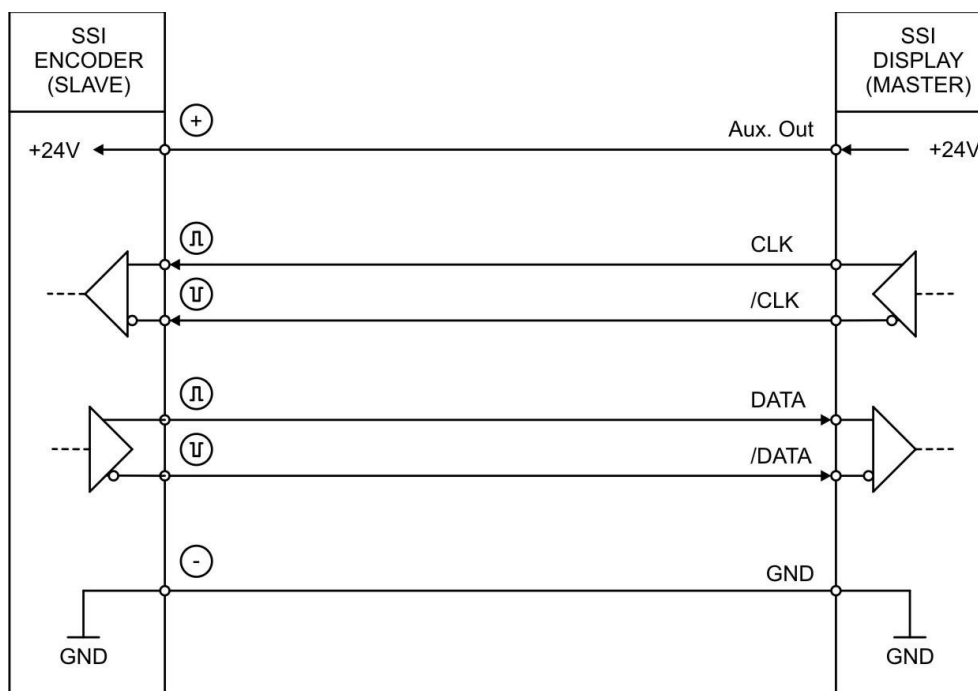 SSI
ENCODER
(SLAVE)
SSI
DISPLAY
(MASTER)
+
Aux. Out
+24V
+24V
CLK
/CLK
DATA
/DATA
-
GND
GND
GND